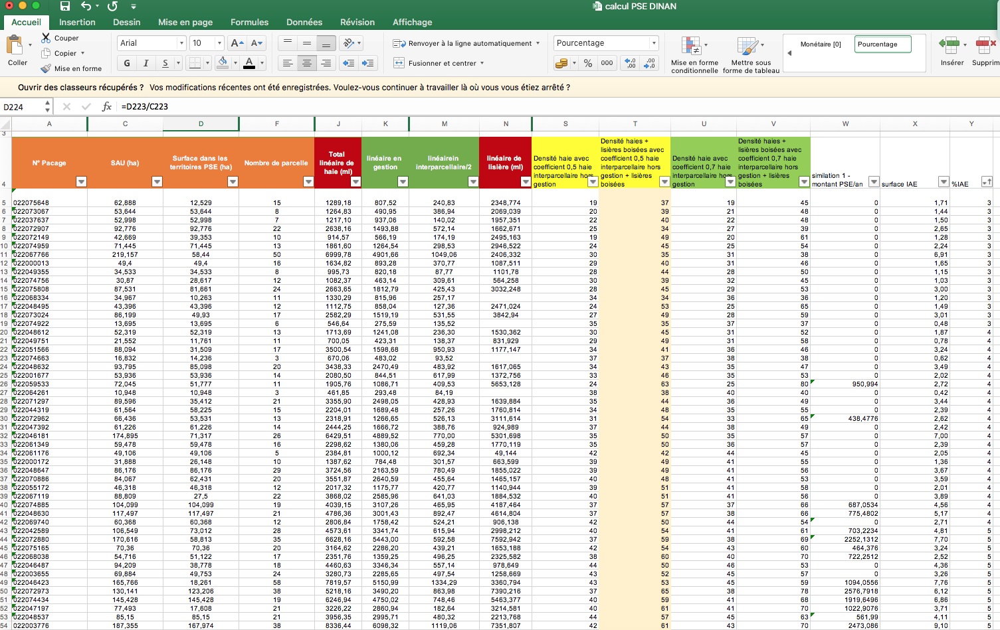 calcul PSE DINAN
Accueil Insertion Dessin Mise en page Formules Données Révision Affichage
Coller Couper Copier Mise en forme Arial 10 A A Renvoyer à la ligne automatiquement Pourcentage Monétaire [0] Pourcentage
G I S A Fusionner et centrer % 000 Mise en forme conditionnelle Mettre sous forme de tableau Insérer Supprim
Ouvrir des classeurs récupérés ? Vos modifications récentes ont été enregistrées. Voulez-vous continuer à travailler là où vous vous étiez arrêté ?
D224 fx =D223/C223
A C D F J K M N S T U V W X Y
3
4 N° Pacage SAU (ha) Surface dans les territoires PSE (ha) Nombre de parcelle Total linéaire de haie (ml) linéaire en gestion linéairein interparcellaire/2 linéaire de lisière (ml) Densité haie avec coefficient 0,5 haie interparcellaire hors gestion Densité haies + lisières boisées avec coefficient 0,5 haie interparcellaire hors gestion + lisières boisées Densité haie avec coefficient 0,7 haie interparcellaire hors gestion Densité haies + lisières boisées avec coefficient 0,7 haie interparcellaire hors gestion + lisières boisées similation 1 - montant PSE/an surface IAE %IAE
5 022075648 62,888 12,529 15 1289,18 807,52 240,83 2348,774 19 37 19 45 0 1,71 3
6 022073067 53,644 53,644 8 1264,83 490,95 386,94 2069,039 20 39 21 48 0 1,44 3
7 022037637 52,998 52,998 7 1217,10 937,06 140,02 1957,351 22 40 22 48 0 1,50 3
8 022072907 92,776 92,776 22 2638,16 1493,88 572,14 1662,671 25 34 27 39 0 2,65 3
9 022072149 42,669 39,353 10 914,57 566,19 174,19 2495,163 19 49 20 61 0 1,28 3
10 022074959 71,445 71,445 13 1861,60 1264,54 298,53 2946,522 24 45 25 54 0 2,24 3
11 022067766 219,157 58,44 50 6999,78 4901,66 1049,06 2406,332 30 35 31 38 0 6,91 3
12 022000013 49,4 49,4 16 1634,82 893,28 370,77 1087,511 29 40 31 46 0 1,65 3
13 022049355 34,533 34,533 8 995,73 820,18 87,77 1101,78 28 44 28 50 0 1,15 3
14 022074756 30,87 28,617 12 1082,37 463,14 309,61 564,258 30 39 32 45 0 1,03 3
15 022075808 87,531 81,661 24 2663,65 1812,79 425,43 3032,248 28 45 29 53 0 3,00 3
16 022068334 34,967 10,263 11 1330,29 815,96 257,17 34 34 36 36 0 1,20 3
17 022048495 43,396 43,396 12 1112,75 858,04 127,36 2471,024 24 53 25 65 0 1,49 3
18 022073024 86,199 49,93 17 2582,29 1519,19 531,55 3842,94 27 49 28 59 0 3,01 3
19 022074922 13,695 13,695 6 546,64 275,59 135,52 35 35 37 37 0 0,48 3
20 022048612 52,319 52,319 13 1713,69 1241,08 236,30 1530,362 30 45 31 52 0 1,87 4
21 022049751 21,552 11,761 11 700,05 423,31 138,37 831,929 29 49 31 58 0 0,78 4
22 022051566 88,094 31,509 17 3500,54 1598,68 950,93 1177,147 34 41 36 46 0 3,24 4
23 022074663 16,832 14,236 3 670,06 483,02 93,52 37 37 38 38 0 0,62 4
24 022048632 93,795 85,098 20 3438,33 2470,49 483,92 1617,065 34 43 35 47 0 3,49 4
25 022001677 53,936 53,936 14 2080,50 844,51 617,99 1372,756 33 46 35 53 0 2,02 4
26 022059533 72,045 51,777 11 1905,76 1086,71 409,53 5653,128 24 63 25 80 950,994 2,72 4
27 022064261 10,948 10,948 3 461,85 293,48 84,19 38 38 40 40 0 0,42 4
28 022071297 89,596 35,412 21 3355,90 2498,05 428,93 1639,884 35 44 36 49 0 3,44 4
29 022044319 61,564 58,225 15 2204,01 1689,48 257,26 1760,814 34 48 35 55 0 2,39 4
30 022072962 66,436 53,531 13 2318,91 1266,65 526,13 3111,614 31 54 33 65 438,4776 2,62 4
31 022047392 61,226 61,226 14 2444,25 1666,72 388,76 924,989 37 44 38 49 0 2,42 4
32 022046181 174,895 71,317 26 6429,51 4889,52 770,00 5301,698 35 50 35 57 0 7,00 4
33 022061349 59,478 59,478 16 2298,62 1380,06 459,28 1770,119 35 50 36 57 0 2,39 4
34 022061176 49,106 49,106 5 2384,81 1000,12 692,34 49,144 42 42 44 45 0 2,05 4
35 022000172 31,888 26,148 10 1387,62 784,48 301,57 663,599 39 49 41 55 0 1,36 4
36 022048647 86,176 86,176 29 3724,56 2163,59 780,49 1855,022 39 49 41 56 0 3,67 4
37 022070886 84,067 62,431 20 3551,87 2640,59 455,64 1465,157 40 48 41 53 0 3,59 4
38 022055172 46,318 46,318 12 2017,32 1175,77 420,77 1140,944 39 51 41 58 0 2,01 4
39 022067119 88,809 27,5 22 3868,02 2585,96 641,03 1884,532 40 51 41 56 0 3,89 4
40 022074885 104,099 104,099 19 4039,15 3107,26 465,95 4187,464 37 57 37 66 687,0534 4,56 4
41 022048630 117,497 117,497 21 4786,36 3001,43 892,47 4614,804 37 57 38 66 775,4802 5,17 4
42 022069740 60,368 60,368 12 2806,84 1758,42 524,21 906,138 42 50 44 54 0 2,71 4
43 022042589 106,549 73,012 28 4573,61 3341,74 615,94 2998,212 40 54 41 61 703,2234 4,81 5
44 022072880 170,616 58,813 35 6628,16 5443,00 592,58 7592,942 37 59 38 69 2252,1312 7,70 5
45 022075165 70,36 70,36 20 3164,62 2286,20 439,21 1653,188 42 54 43 60 464,376 3,24 5
46 022068038 54,716 51,122 17 2351,76 1359,25 496,25 2325,582 38 60 40 70 722,2512 2,52 5
47 022046487 94,209 38,778 18 4460,63 3346,34 557,14 978,649 44 50 46 53 0 4,36 5
48 022003655 69,884 49,753 24 3280,73 2285,65 497,54 1258,669 43 52 45 57 0 3,26 5
49 022046423 165,766 18,261 58 7819,57 5150,99 1334,29 3360,794 43 53 45 59 1094,0556 7,76 5
50 022072973 130,141 123,206 38 5218,16 3490,20 863,98 7390,216 37 65 38 78 2576,7918 6,12 5
51 022074434 145,428 145,428 19 6246,94 4750,02 748,46 5463,377 40 59 41 68 1919,6496 6,86 5
52 022047197 77,493 17,608 21 3226,22 2860,94 182,64 3214,581 40 61 41 70 1022,9076 3,71 5
53 022048537 85,15 85,15 21 3956,35 2995,71 480,32 2213,768 44 57 45 63 561,99 4,11 5
54 022003776 187,355 167,974 38 8336,44 6098,32 1119,06 7351,807 42 61 43 70 2473,086 9,10 5